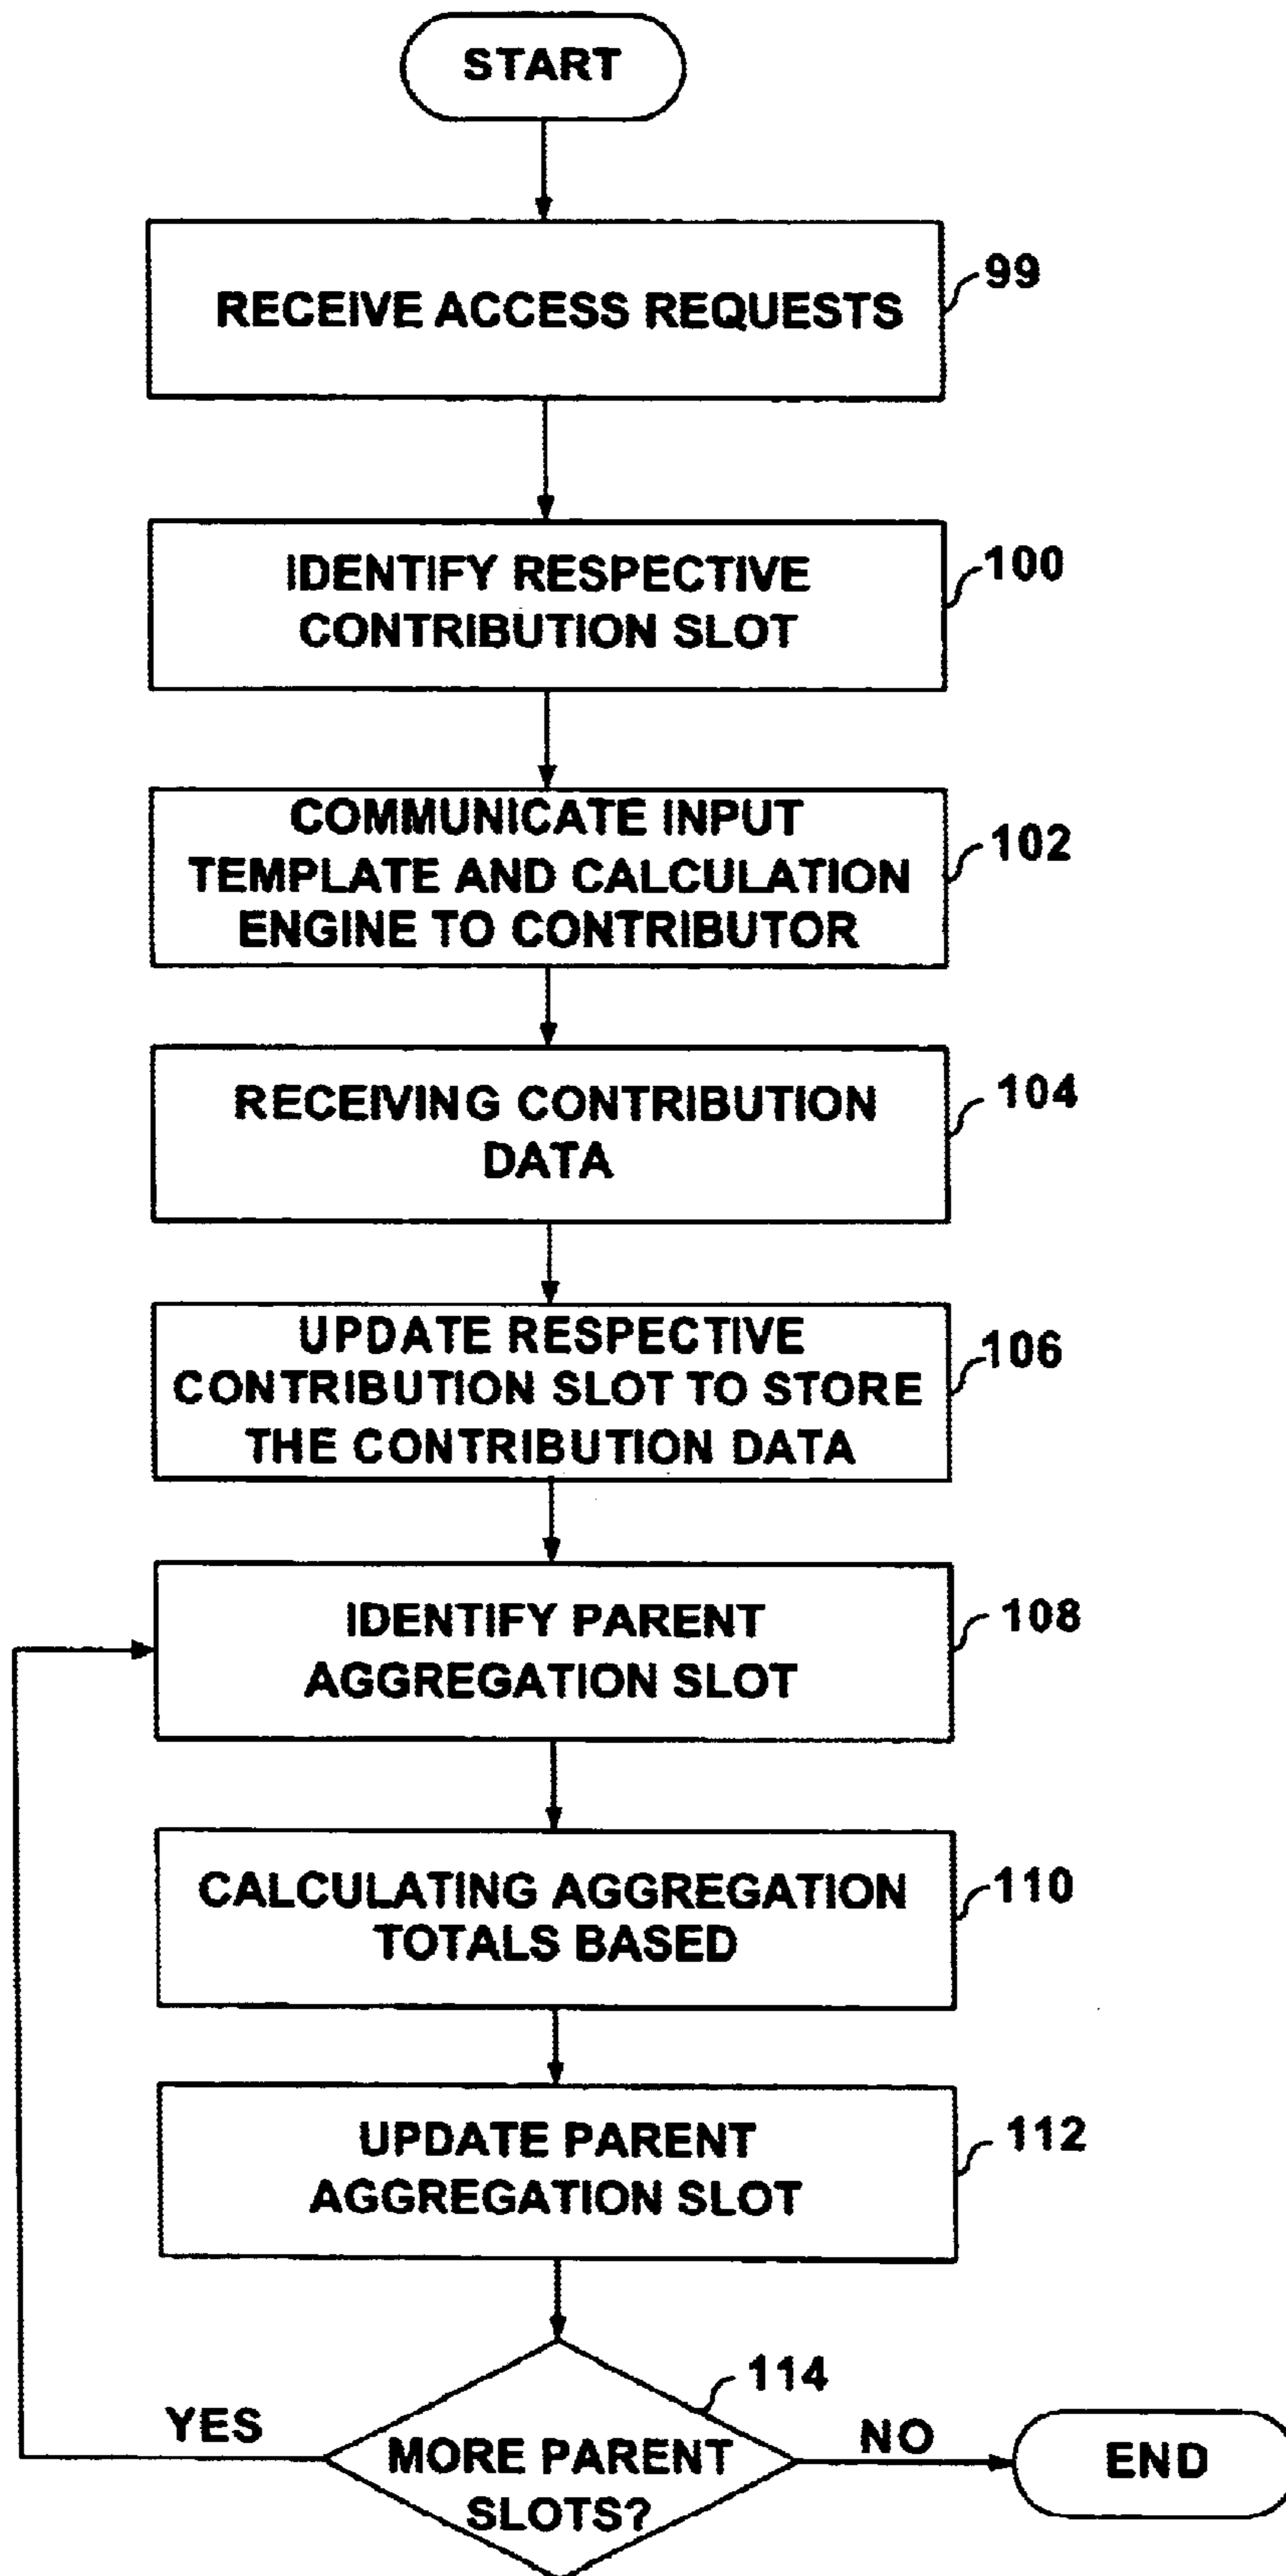 START
RECEIVE ACCESS REQUESTS
99
IDENTIFY RESPECTIVE
CONTRIBUTION SLOT
100
COMMUNICATE INPUT
TEMPLATE AND CALCULATION
ENGINE TO CONTRIBUTOR
102
RECEIVING CONTRIBUTION
DATA
104
UPDATE RESPECTIVE
CONTRIBUTION SLOT TO STORE
THE CONTRIBUTION DATA
106
IDENTIFY PARENT
AGGREGATION SLOT
108
CALCULATING AGGREGATION
TOTALS BASED
110
UPDATE PARENT
AGGREGATION SLOT
112
114
YES
MORE PARENT
SLOTS?
NO
END